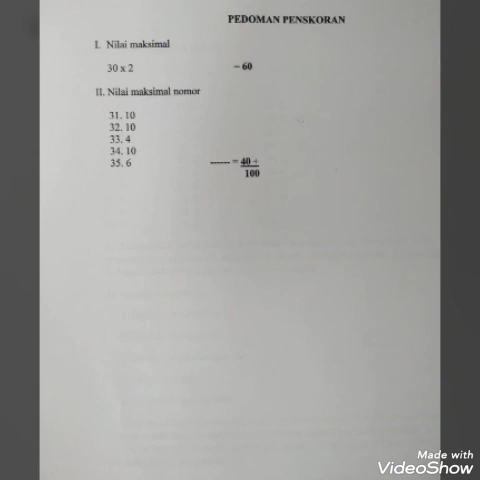 PEDOMAN PENSKORAN
I. Nilai maksimal
30 x 2 = 60
II. Nilai maksimal nomor
31. 10
32. 10
33. 4
34. 10
35. 6 ------ = 40 +
100
Made with
VideoShow